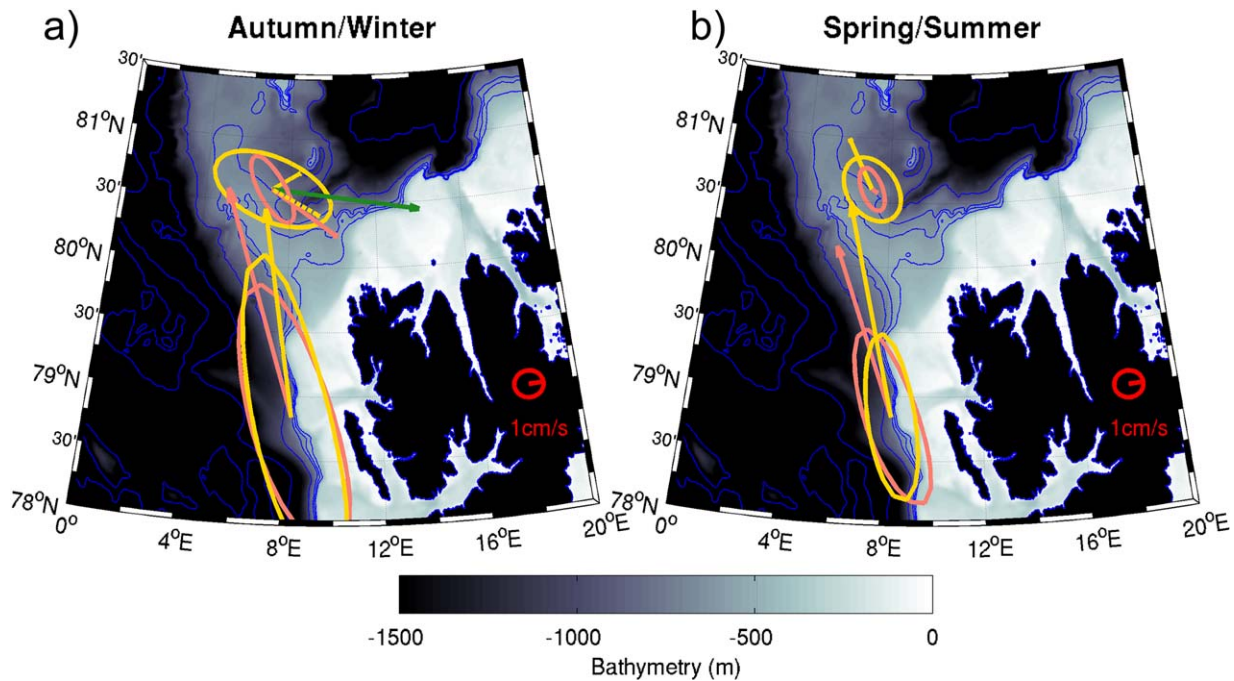 a)
Autumn/Winter
b)
Spring/Summer
30'
81°N
30'
80°N
30'
79°N
30'
78°N
0°
4°E
8°E
12°E
16°E
20°E
1cm/s
30'
81°N
30'
80°N
30'
79°N
30'
78°N
0°
4°E
8°E
12°E
16°E
20°E
1cm/s
-1500
-1000
-500
0
Bathymetry (m)